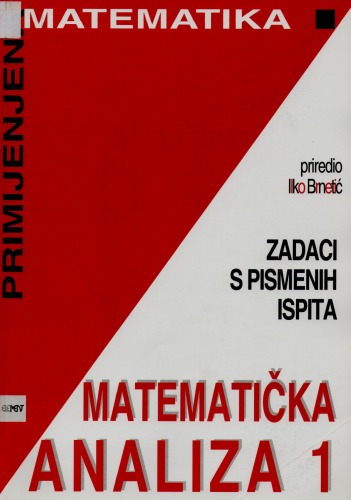 MATEMATIKA
PRIMIJENJENA
priredio
Ilko Brnetić
ZADACI
S PISMENIH
ISPITA
MATEMATIČKA
ANALIZA 1